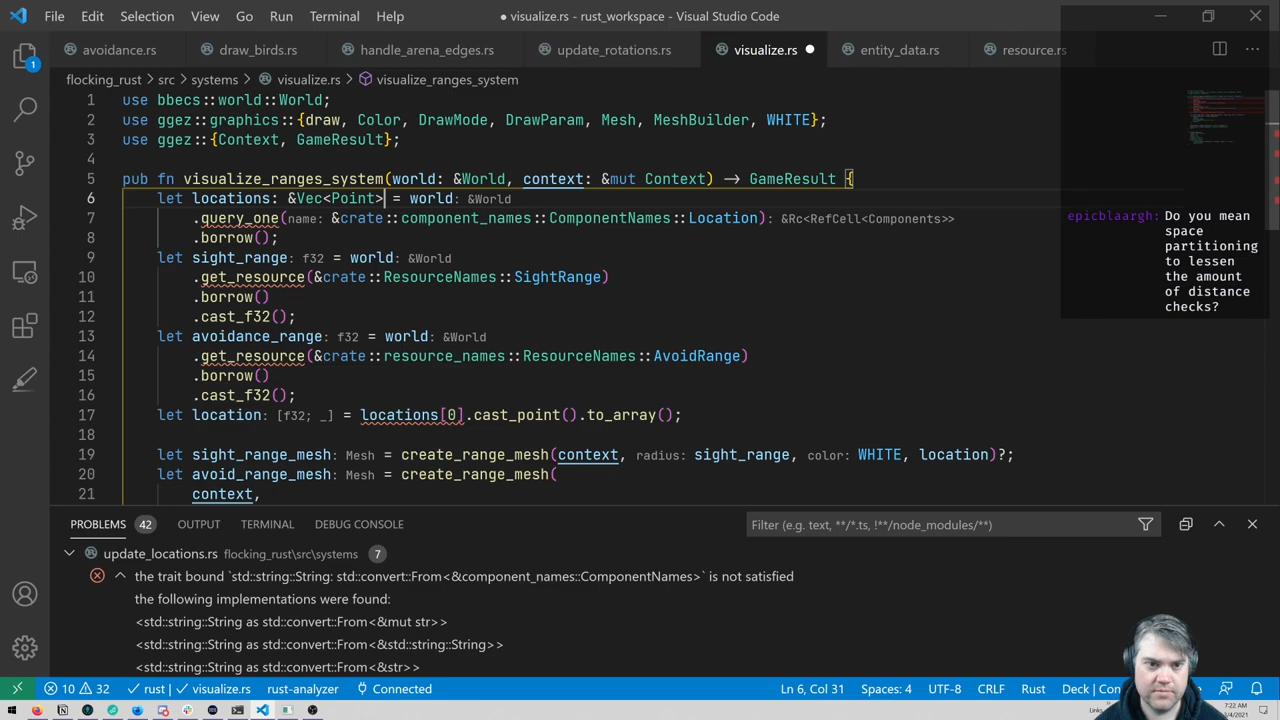 File Edit Selection View Go Run Terminal Help
● visualize.rs - rust_workspace - Visual Studio Code
avoidance.rs draw_birds.rs handle_arena_edges.rs update_rotations.rs visualize.rs entity_data.rs resource.rs
flocking_rust > src > systems > visualize.rs > visualize_ranges_system
1 use bbecs::world::World;
2 use ggez::graphics::{draw, Color, DrawMode, DrawParam, Mesh, MeshBuilder, WHITE};
3 use ggez::{Context, GameResult};
4
5 pub fn visualize_ranges_system(world: &World, context: &mut Context) -> GameResult {
6 let locations: &Vec<Point> = world: &World
7 .query_one(name: &crate::component_names::ComponentNames::Location): &Rc<RefCell<Components>>
8 .borrow();
9 let sight_range: f32 = world: &World
10 .get_resource(&crate::ResourceNames::SightRange)
11 .borrow()
12 .cast_f32();
13 let avoidance_range: f32 = world: &World
14 .get_resource(&crate::resource_names::ResourceNames::AvoidRange)
15 .borrow()
16 .cast_f32();
17 let location: [f32; _] = locations[0].cast_point().to_array();
18
19 let sight_range_mesh: Mesh = create_range_mesh(context, radius: sight_range, color: WHITE, location)?;
20 let avoid_range_mesh: Mesh = create_range_mesh(
21 context,
epicblaargh: Do you mean
space
partitioning
to lessen
the amount
of distance
checks?
PROBLEMS 42 OUTPUT TERMINAL DEBUG CONSOLE
Filter (e.g. text, **/*.ts, !**/node_modules/**)
update_locations.rs flocking_rust\src\systems 7
the trait bound `std::string::String: std::convert::From<&component_names::ComponentNames>` is not satisfied
the following implementations were found:
<std::string::String as std::convert::From<&mut str>>
<std::string::String as std::convert::From<&std::string::String>>
<std::string::String as std::convert::From<&str>>
10 32 rust | visualize.rs rust-analyzer Connected
Ln 6, Col 31 Spaces: 4 UTF-8 CRLF Rust Deck | Con
Links
7:22 AM
3/4/2021
1